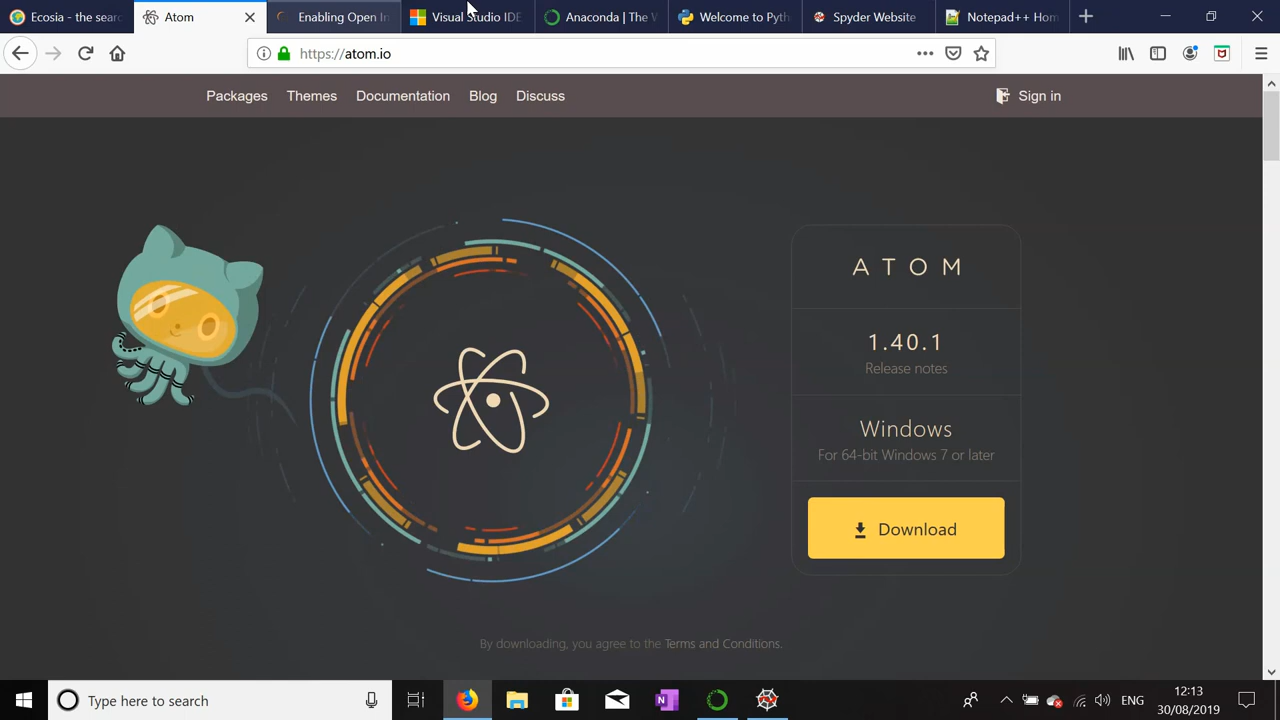 Ecosia - the sear
Atom
Enabling Open In
Visual Studio IDE
Anaconda | The W
Welcome to Pyth
Spyder Website
Notepad++ Hom
https://atom.io
Packages
Themes
Documentation
Blog
Discuss
Sign in
ATOM
1.40.1
Release notes
Windows
For 64-bit Windows 7 or later
Download
By downloading, you agree to the Terms and Conditions.
Type here to search
ENG
12:13
30/08/2019